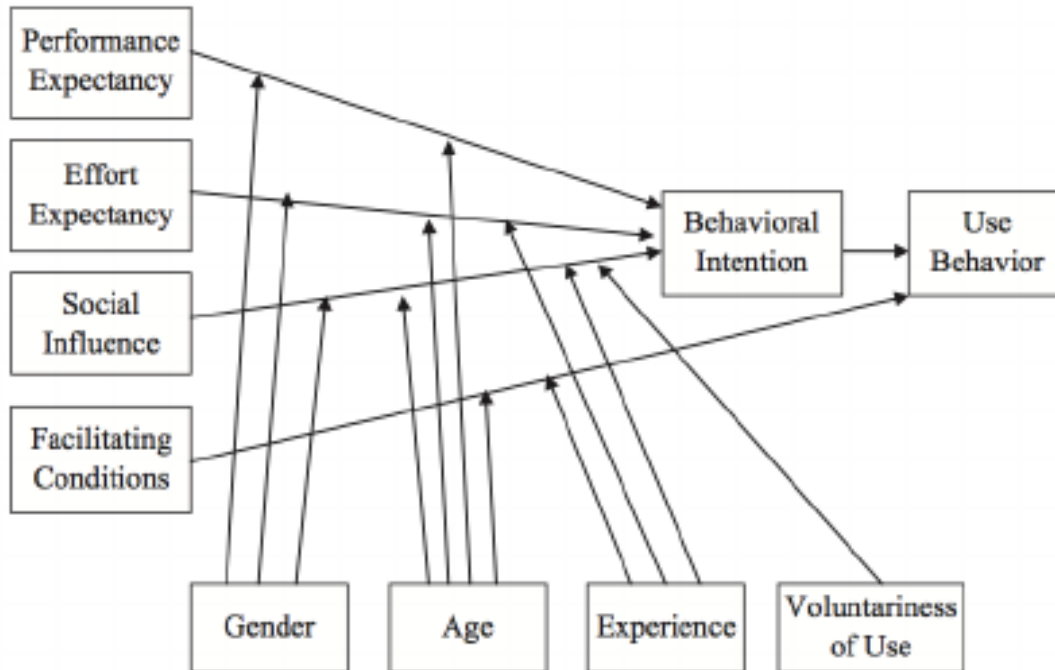 Performance
Expectancy
Effort
Expectancy
Social
Influence
Facilitating
Conditions
Behavioral
Intention
Use
Behavior
Gender
Age
Experience
Voluntariness
of Use